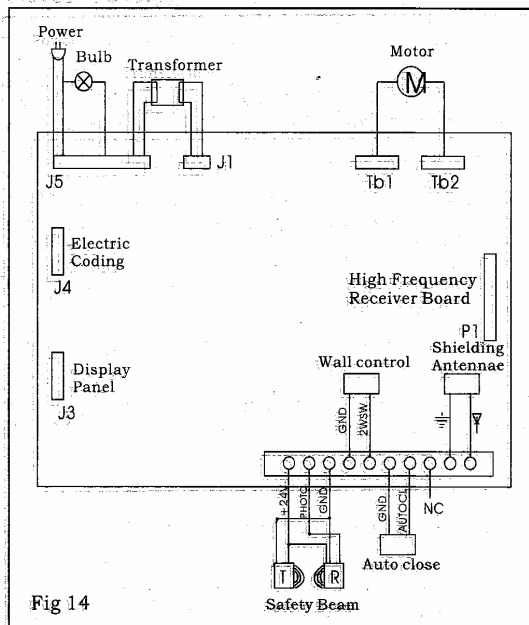 Power
Bulb
Transformer
Motor
M
J5
J1
Tb1
Tb2
Electric
Coding
J4
High Frequency
Receiver Board
P1
Display
Panel
J3
Wall control
Shielding
Antennae
GND
2WSW
+24V
PHOTC
GND
GND
AUTOCL
NC
T
R
Auto close
Safety Beam
Fig 14